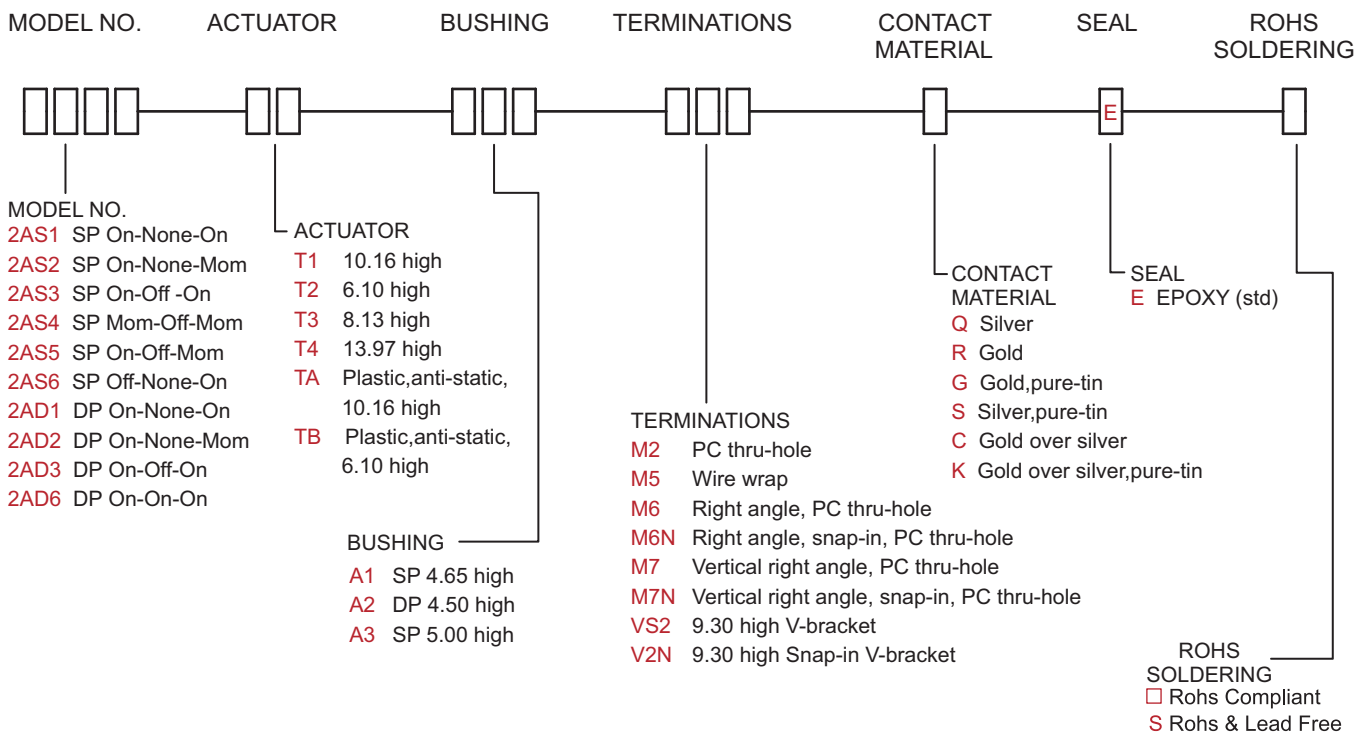 MODEL NO.
ACTUATOR
BUSHING
TERMINATIONS
CONTACT
MATERIAL
SEAL
ROHS
SOLDERING
E
MODEL NO.
2AS1 SP On-None-On
2AS2 SP On-None-Mom
2AS3 SP On-Off -On
2AS4 SP Mom-Off-Mom
2AS5 SP On-Off-Mom
2AS6 SP Off-None-On
2AD1 DP On-None-On
2AD2 DP On-None-Mom
2AD3 DP On-Off-On
2AD6 DP On-On-On
ACTUATOR
T1 10.16 high
T2 6.10 high
T3 8.13 high
T4 13.97 high
TA Plastic,anti-static,
10.16 high
TB Plastic,anti-static,
6.10 high
BUSHING
A1 SP 4.65 high
A2 DP 4.50 high
A3 SP 5.00 high
TERMINATIONS
M2 PC thru-hole
M5 Wire wrap
M6 Right angle, PC thru-hole
M6N Right angle, snap-in, PC thru-hole
M7 Vertical right angle, PC thru-hole
M7N Vertical right angle, snap-in, PC thru-hole
VS2 9.30 high V-bracket
V2N 9.30 high Snap-in V-bracket
CONTACT
MATERIAL
Q Silver
R Gold
G Gold,pure-tin
S Silver,pure-tin
C Gold over silver
K Gold over silver,pure-tin
SEAL
E EPOXY (std)
ROHS
SOLDERING
□ Rohs Compliant
S Rohs & Lead Free